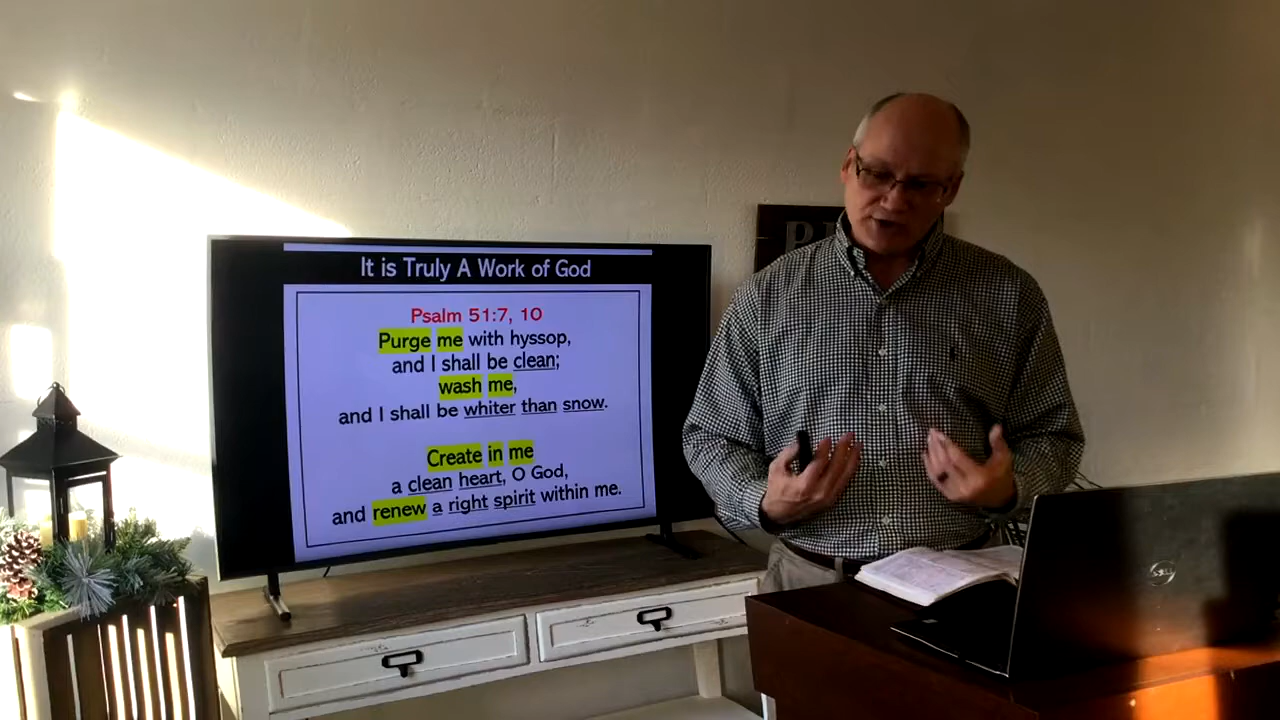 It is Truly A Work of God
Psalm 51:7, 10
Purge me with hyssop,
and I shall be clean;
wash me,
and I shall be whiter than snow.
Create in me
a clean heart, O God,
and renew a right spirit within me.
DELL